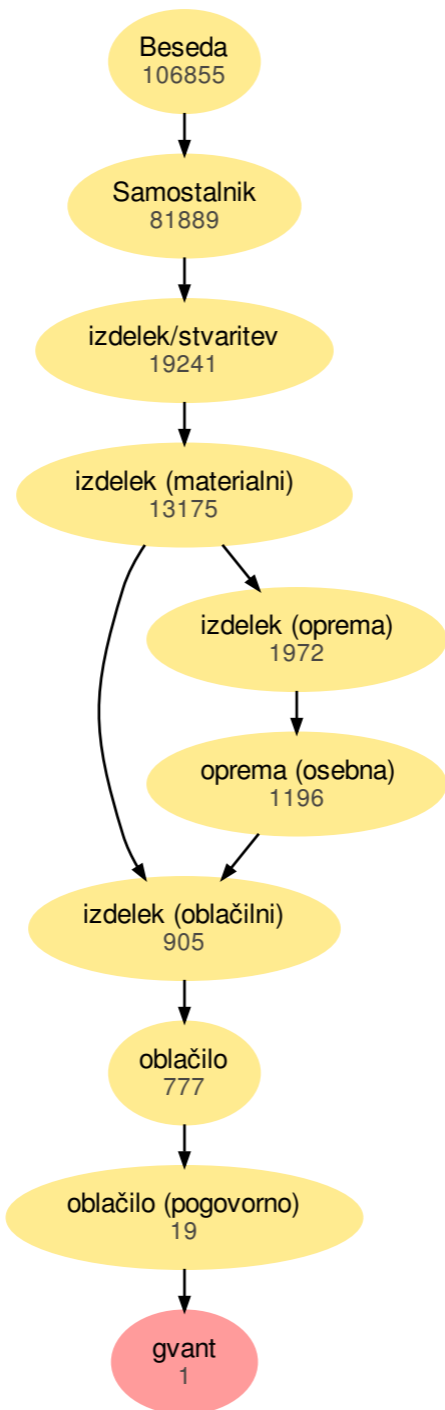 Beseda
106855
Samostalnik
81889
izdelek/stvaritev
19241
izdelek (materialni)
13175
izdelek (oprema)
1972
oprema (osebna)
1196
izdelek (oblačilni)
905
oblačilo
777
oblačilo (pogovorno)
19
gvant
1